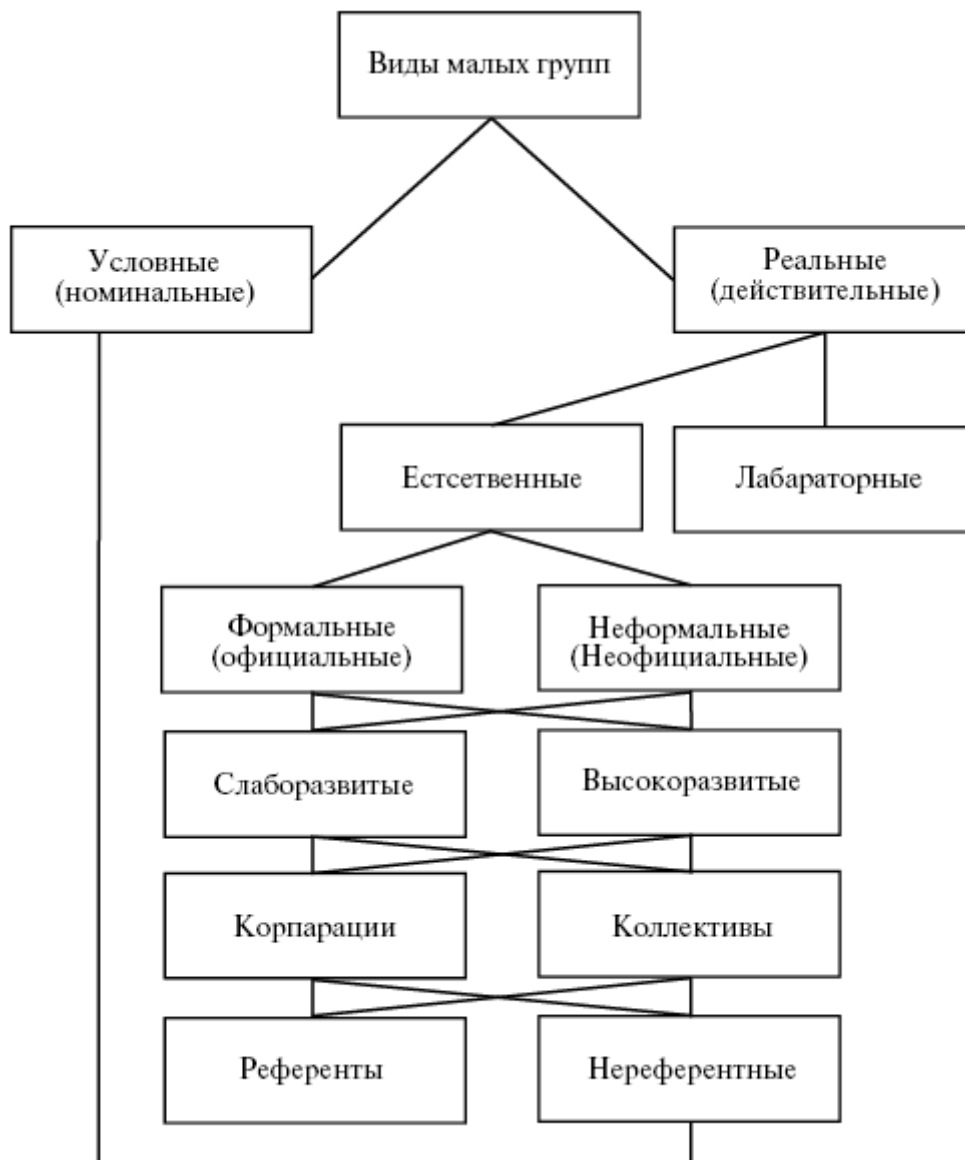 Виды малых групп
Условные
(номинальные)
Реальные
(действительные)
Естсетвенные
Лабараторные
Формальные
(официальные)
Неформальные
(Неофициальные)
Слаборазвитые
Высокоразвитые
Корпарации
Коллективы
Референты
Нереферентные